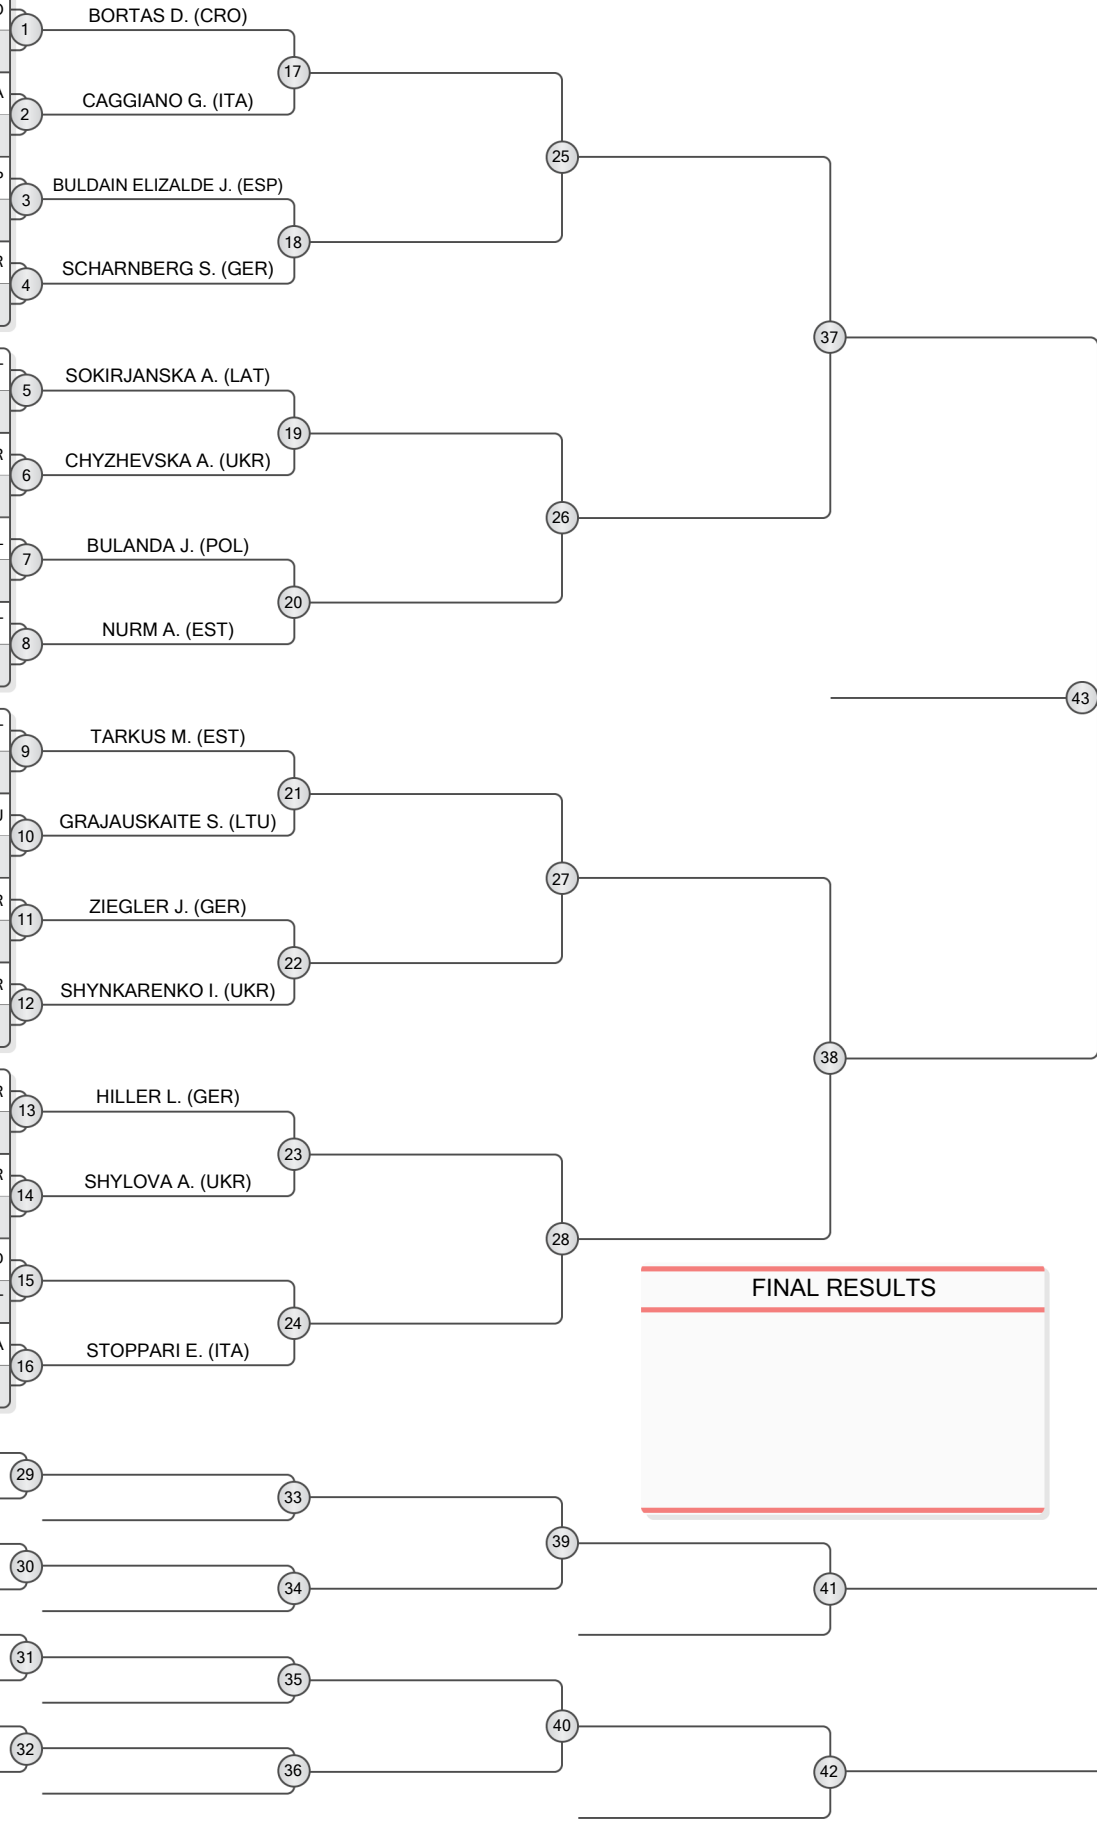 BORTAS D. (CRO)
1
17
CAGGIANO G. (ITA)
2
25
BULDAIN ELIZALDE J. (ESP)
3
18
SCHARNBERG S. (GER)
4
37
SOKIRJANSKA A. (LAT)
5
19
CHYZHEVSKA A. (UKR)
6
26
BULANDA J. (POL)
7
20
NURM A. (EST)
8
43
TARKUS M. (EST)
9
21
GRAJAUSKAITE S. (LTU)
10
27
ZIEGLER J. (GER)
11
22
SHYNKARENKO I. (UKR)
12
38
HILLER L. (GER)
13
23
SHYLOVA A. (UKR)
14
28
15
24
STOPPARI E. (ITA)
16
FINAL RESULTS
29
33
39
30
34
41
31
35
40
32
36
42